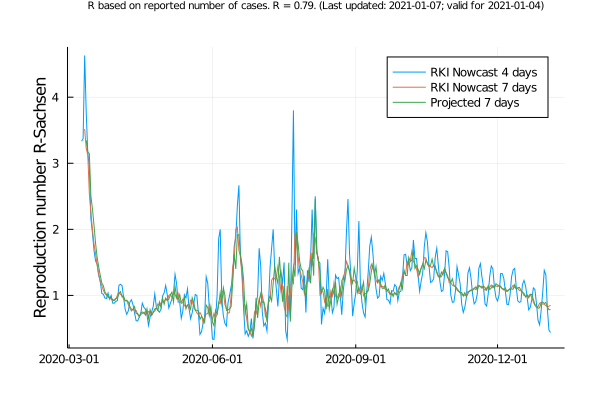 R based on reported number of cases. R = 0.79. (Last updated: 2021-01-07; valid for 2021-01-04)
RKI Nowcast 4 days
RKI Nowcast 7 days
Projected 7 days
Reproduction number R-Sachsen
4
3
2
1
2020-03-01 2020-06-01 2020-09-01 2020-12-01